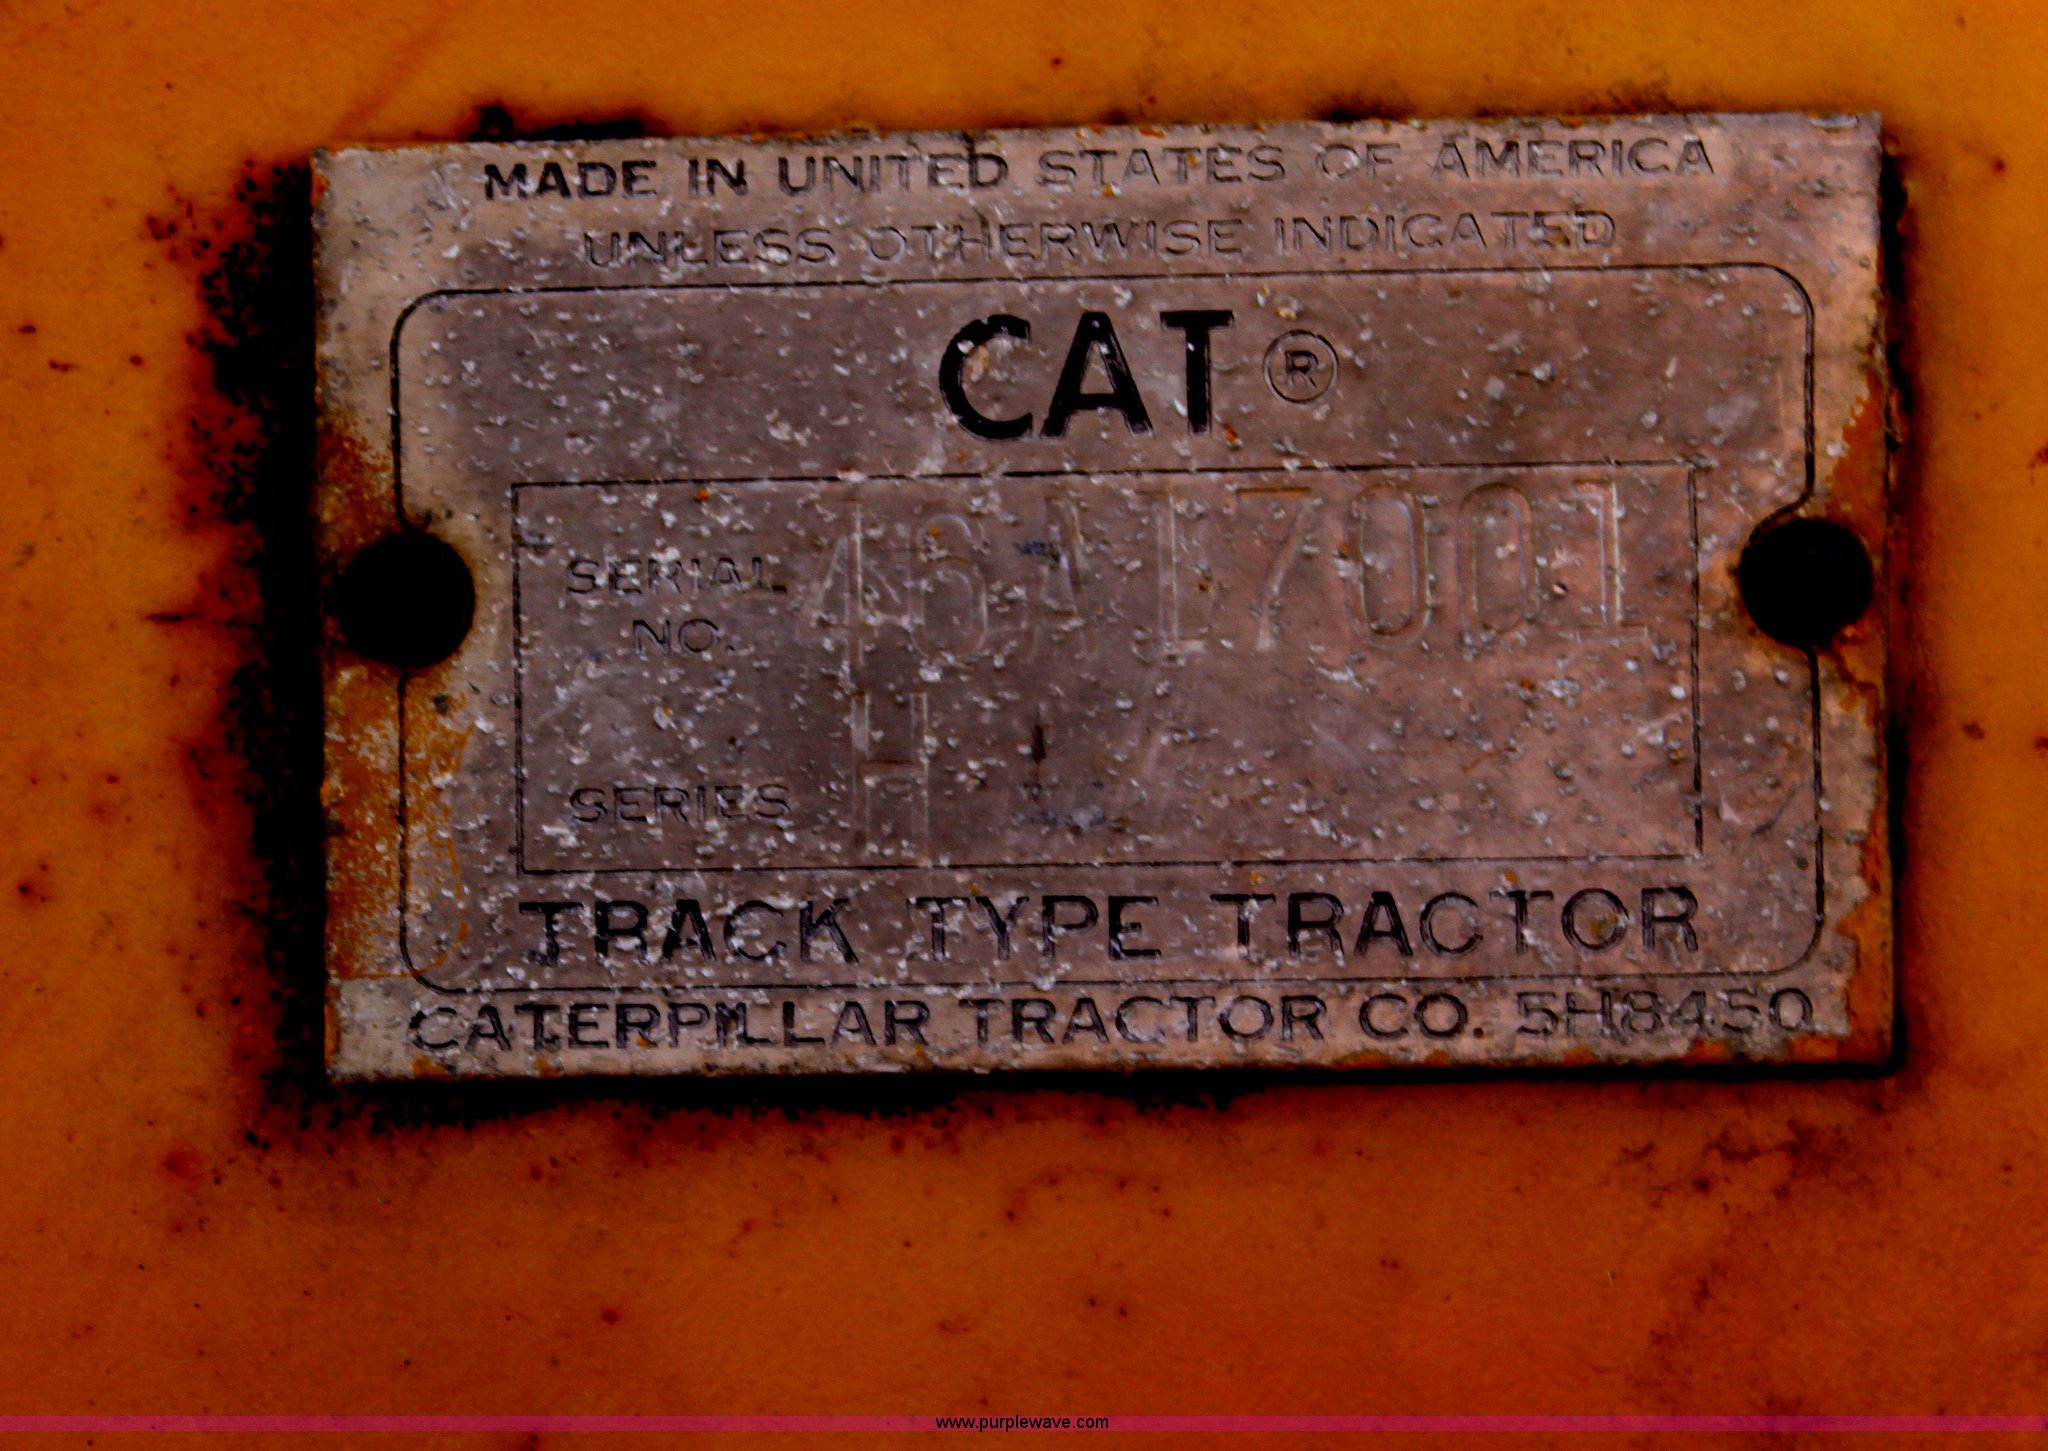 MADE IN UNITED STATES OF AMERICA
UNLESS OTHERWISE INDICATED
CAT ®
SERIAL NO. 46A17001
SERIES H
TRACK TYPE TRACTOR
CATERPILLAR TRACTOR CO. 5H8450
www.purplewave.com